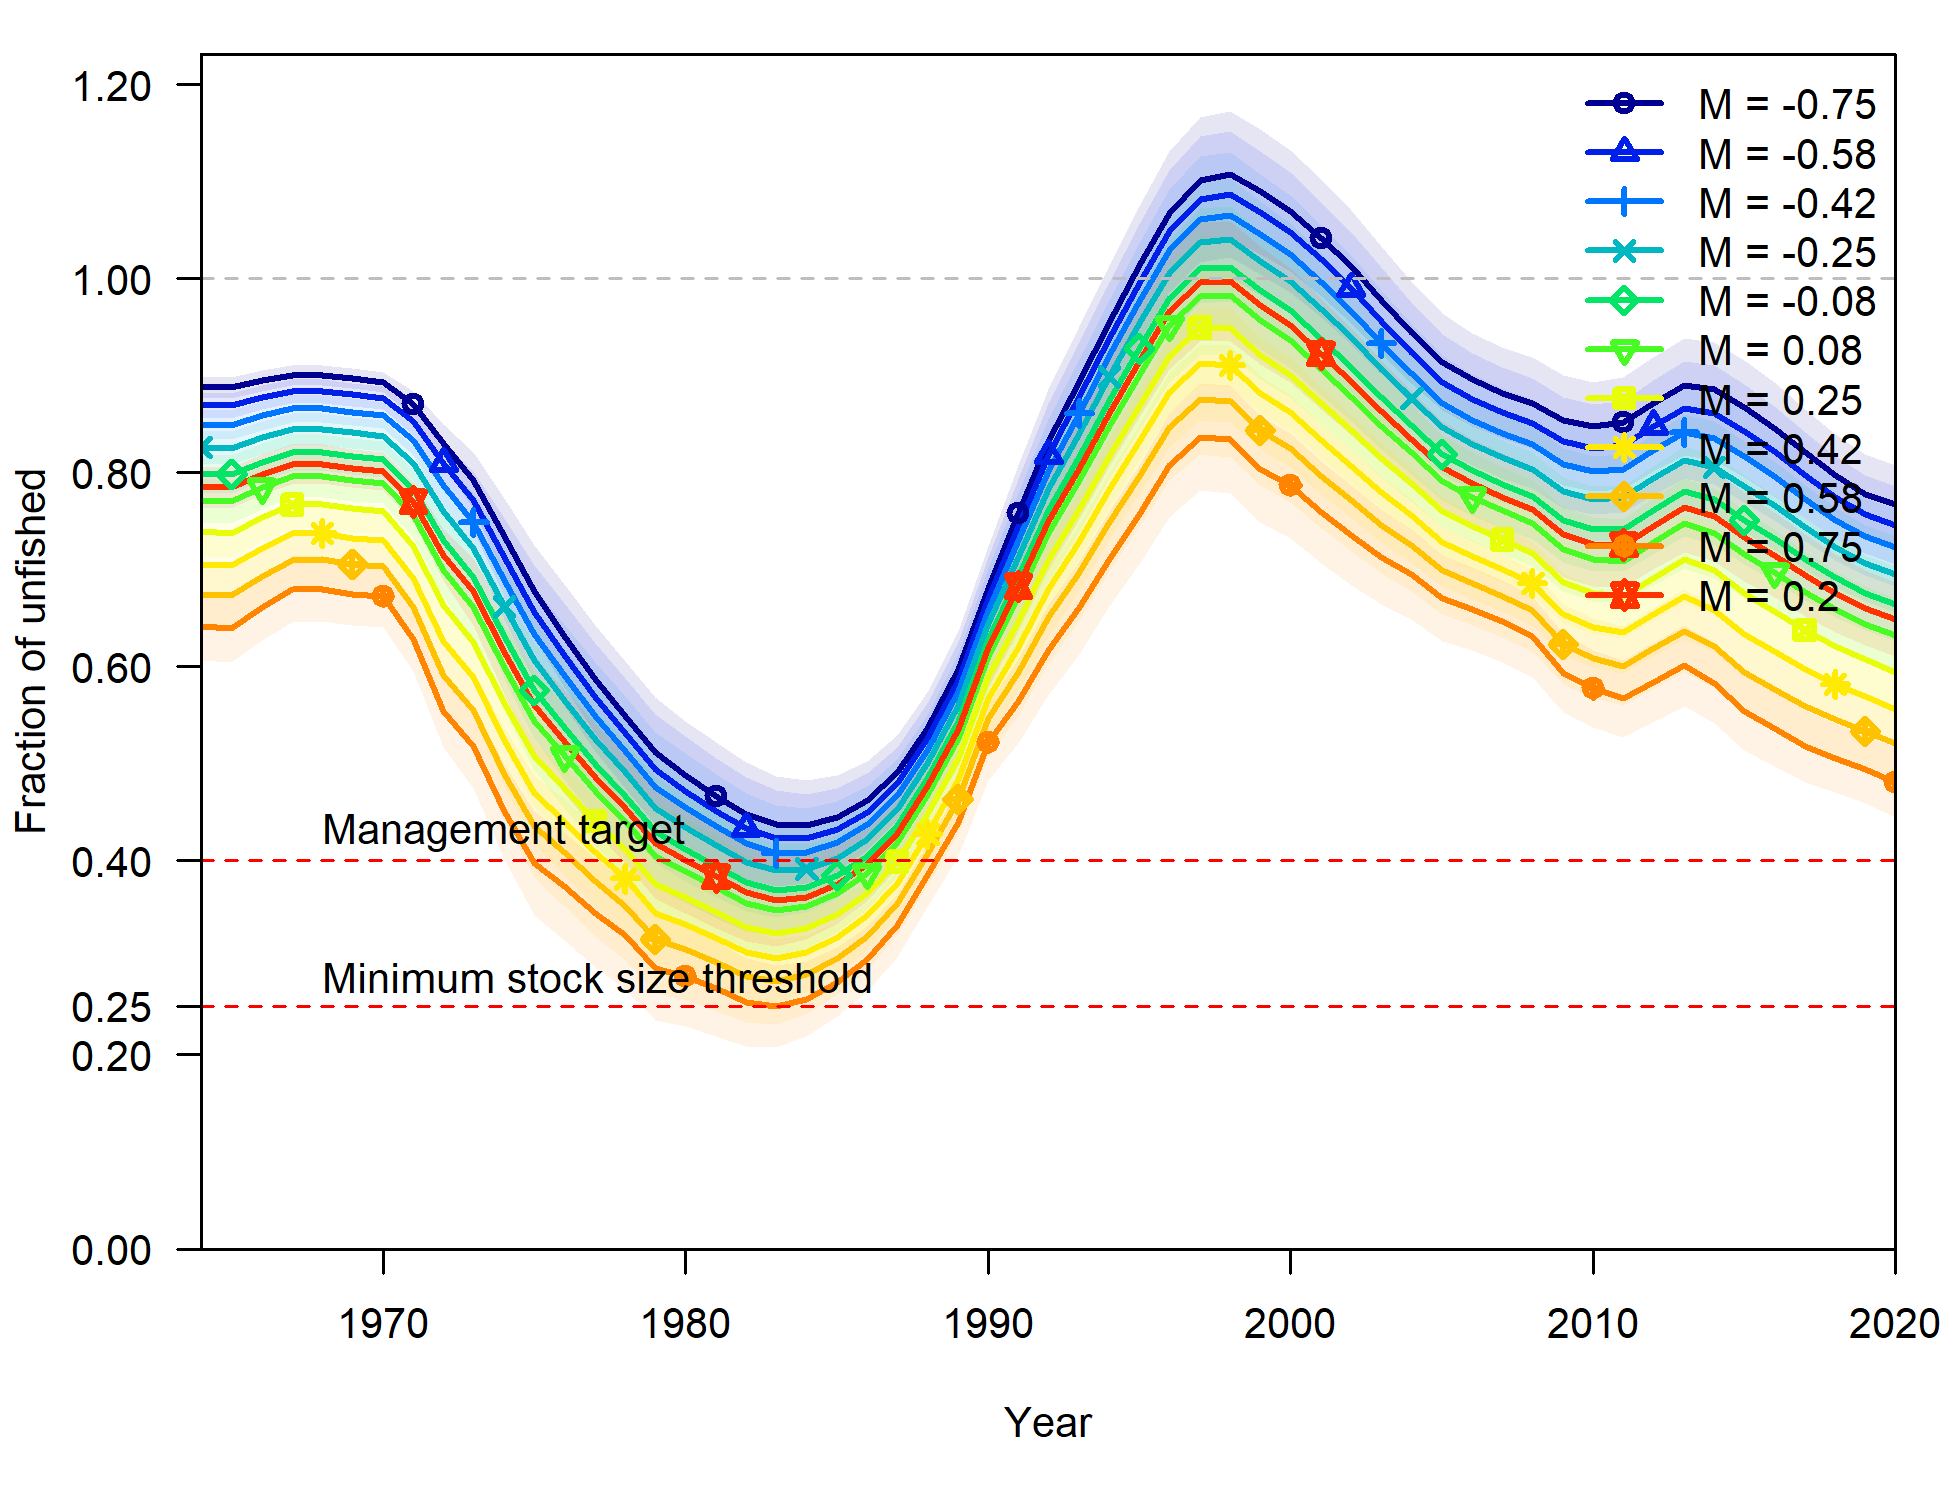 1.20
1.00
0.80
0.60
0.40
0.25
0.20
0.00
Fraction of unfished
M = -0.75
M = -0.58
M = -0.42
M = -0.25
M = -0.08
M = 0.08
M = 0.25
M = 0.42
M = 0.58
M = 0.75
M = 0.2
Management target
Minimum stock size threshold
1970 1980 1990 2000 2010 2020
Year